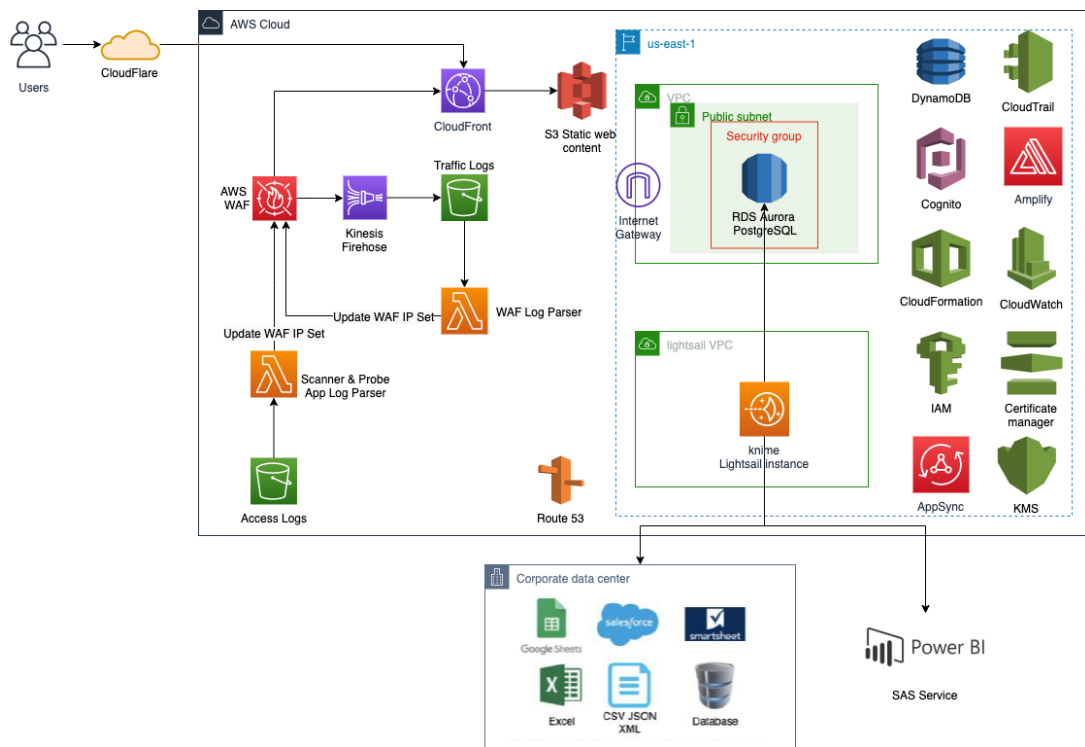 AWS Cloud
Users
CloudFlare
us-east-1
CloudFront
S3 Static web
content
DynamoDB
CloudTrail
VPC
Public subnet
Security group
RDS Aurora
PostgreSQL
Internet
Gateway
Traffic Logs
AWS
WAF
Kinesis
Firehose
Cognito
Amplify
CloudFormation
CloudWatch
Update WAF IP Set
WAF Log Parser
Update WAF IP Set
Scanner & Probe
App Log Parser
lightsail VPC
knime
Lightsail instance
IAM
Certificate
manager
Access Logs
Route 53
AppSync
KMS
Corporate data center
Google Sheets
salesforce
smartsheet
Excel
CSV JSON
XML
Database
Power BI
SAS Service
X